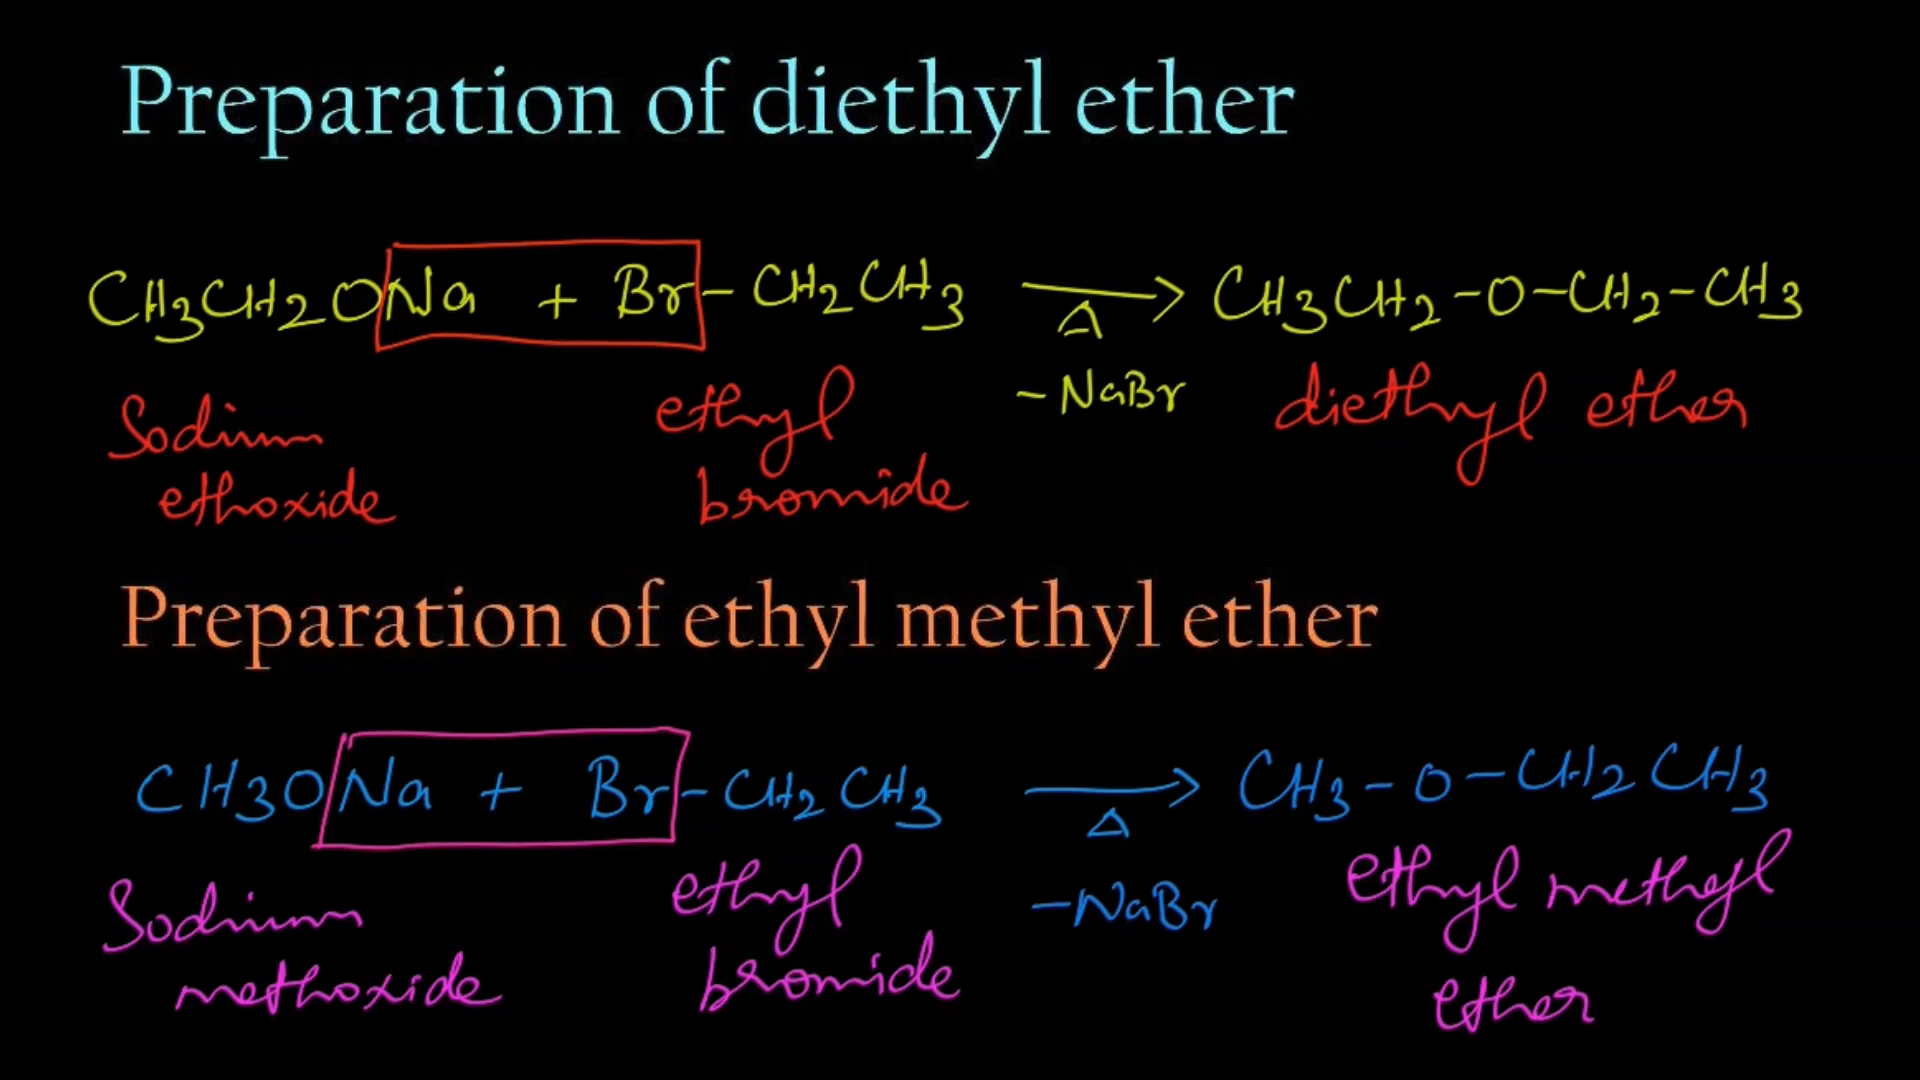 Preparation of diethyl ether
CH3CH2ONa + Br-CH2CH3 → CH3CH2-O-CH2-CH3
Δ
-NaBr
Sodium ethoxide
ethyl bromide
diethyl ether
Preparation of ethyl methyl ether
CH3ONa + Br-CH2CH3 → CH3-O-CH2CH3
Δ
-NaBr
Sodium methoxide
ethyl bromide
ethyl methyl ether